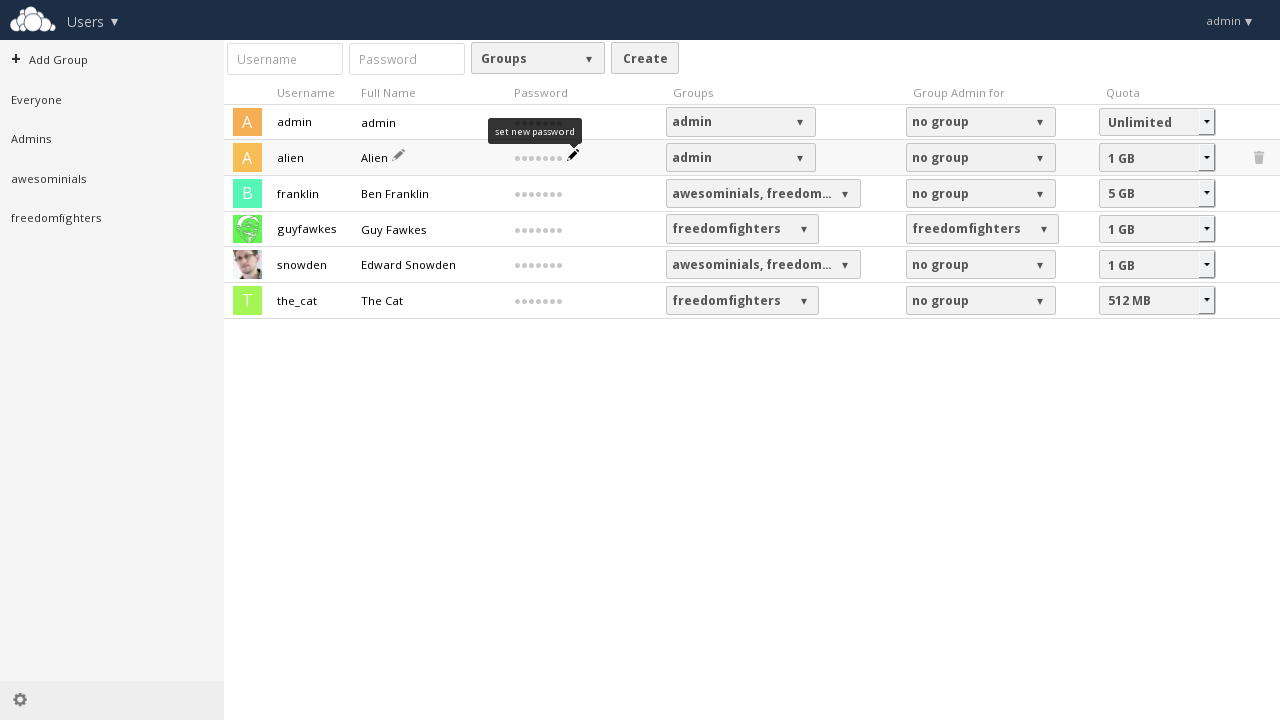 Users ▼
admin ▼
+ Add Group
Everyone
Admins
awesominials
freedomfighters
Username Password Groups ▼ Create
Username Full Name Password Groups Group Admin for Quota
A admin admin ●●●●●●● admin ▼ no group ▼ Unlimited
set new password
A alien Alien ●●●●●●● admin ▼ no group ▼ 1 GB
B franklin Ben Franklin ●●●●●●● awesominials, freedom... ▼ no group ▼ 5 GB
guyfawkes Guy Fawkes ●●●●●●● freedomfighters ▼ freedomfighters ▼ 1 GB
snowden Edward Snowden ●●●●●●● awesominials, freedom... ▼ no group ▼ 1 GB
T the_cat The Cat ●●●●●●● freedomfighters ▼ no group ▼ 512 MB